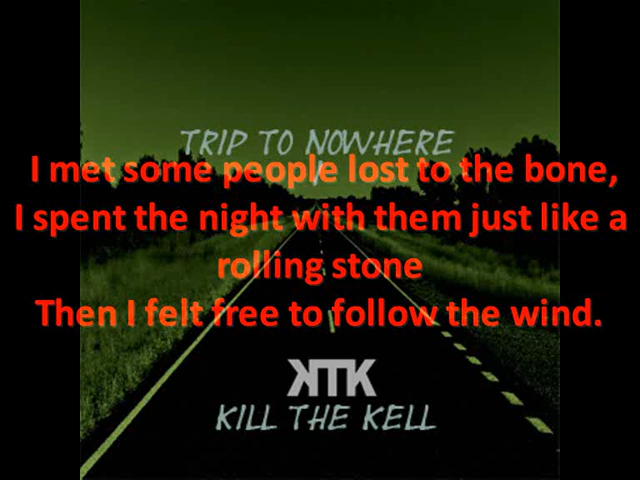 TRIP TO NOWHERE
I met some people lost to the bone,
I spent the night with them just like a
rolling stone
Then I felt free to follow the wind.
KTK
KILL THE KELL